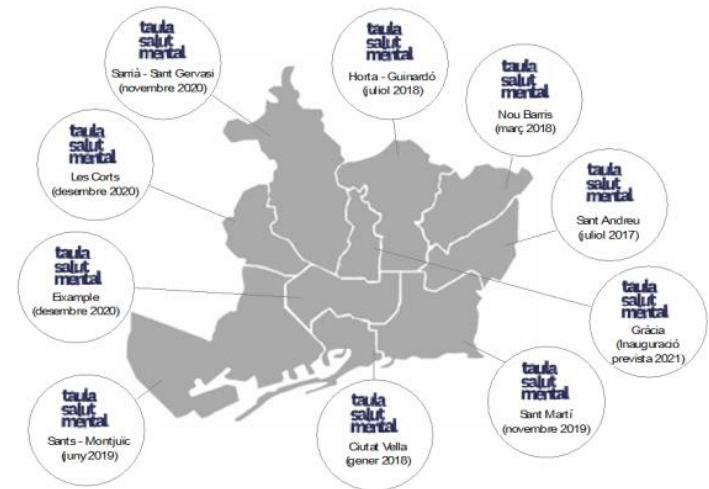 taula
salut
mental
Sarrià - Sant Gervasi
(novembre 2020)
taula
salut
mental
Horta - Guinardó
(juliol 2018)
taula
salut
mental
Nou Barris
(març 2018)
taula
salut
mental
Les Corts
(desembre 2020)
taula
salut
mental
Sant Andreu
(juliol 2017)
taula
salut
mental
Eixample
(desembre 2020)
taula
salut
mental
Gràcia
(Inauguració
prevista 2021)
taula
salut
mental
Sants - Montjuïc
(juny 2019)
taula
salut
mental
Ciutat Vella
(gener 2018)
taula
salut
mental
Sant Martí
(novembre 2019)